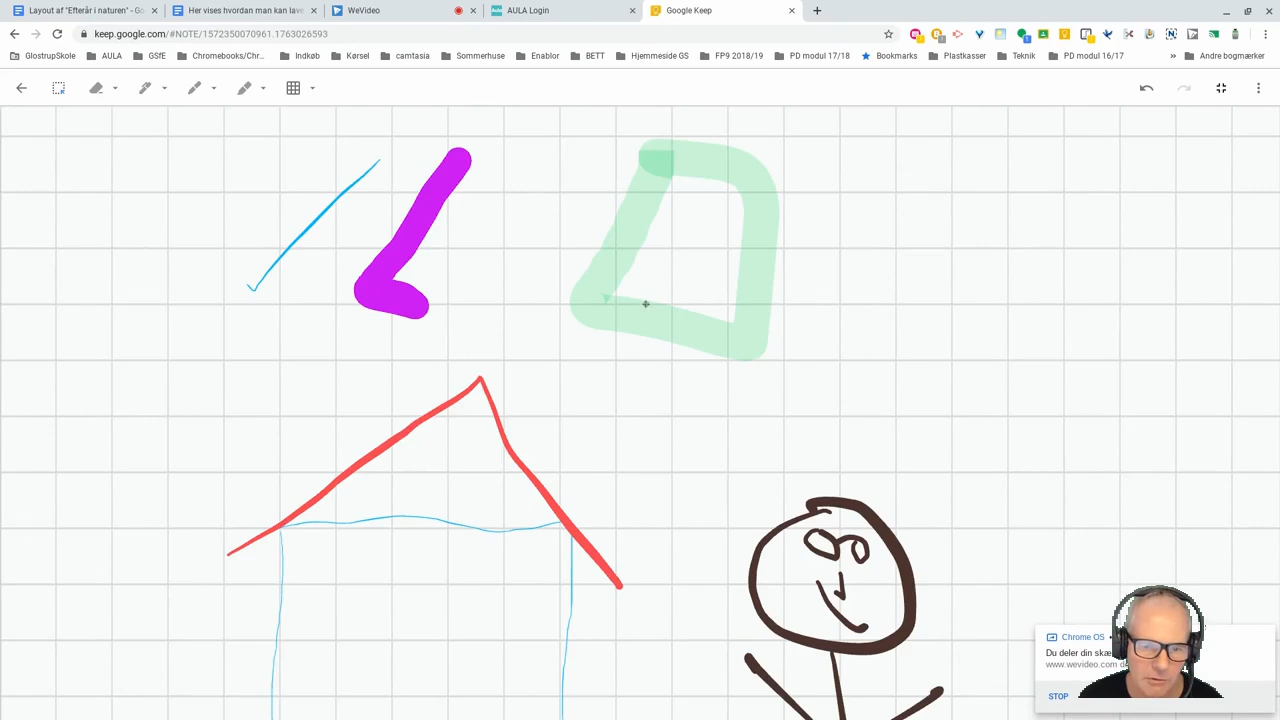 Layout af "Efterår i naturen" - Go
Her vises hvordan man kan lave
WeVideo
AULA Login
Google Keep
keep.google.com/#NOTE/1572350070961.1763026593
GlostrupSkole
AULA
GSfE
Chromebook:Chr...
Indkøb
Kørsel
camtasia
Sommerhuse
Enablor
BETT
Hjemmeside GS
FP9 2018/19
PD modul 17/18
Bookmarks
Plastkasser
Teknik
PD modul 16/17
»
Andre bogmærker
Chrome OS •
Du deler din skæ
www.wevideo.com de
STOP